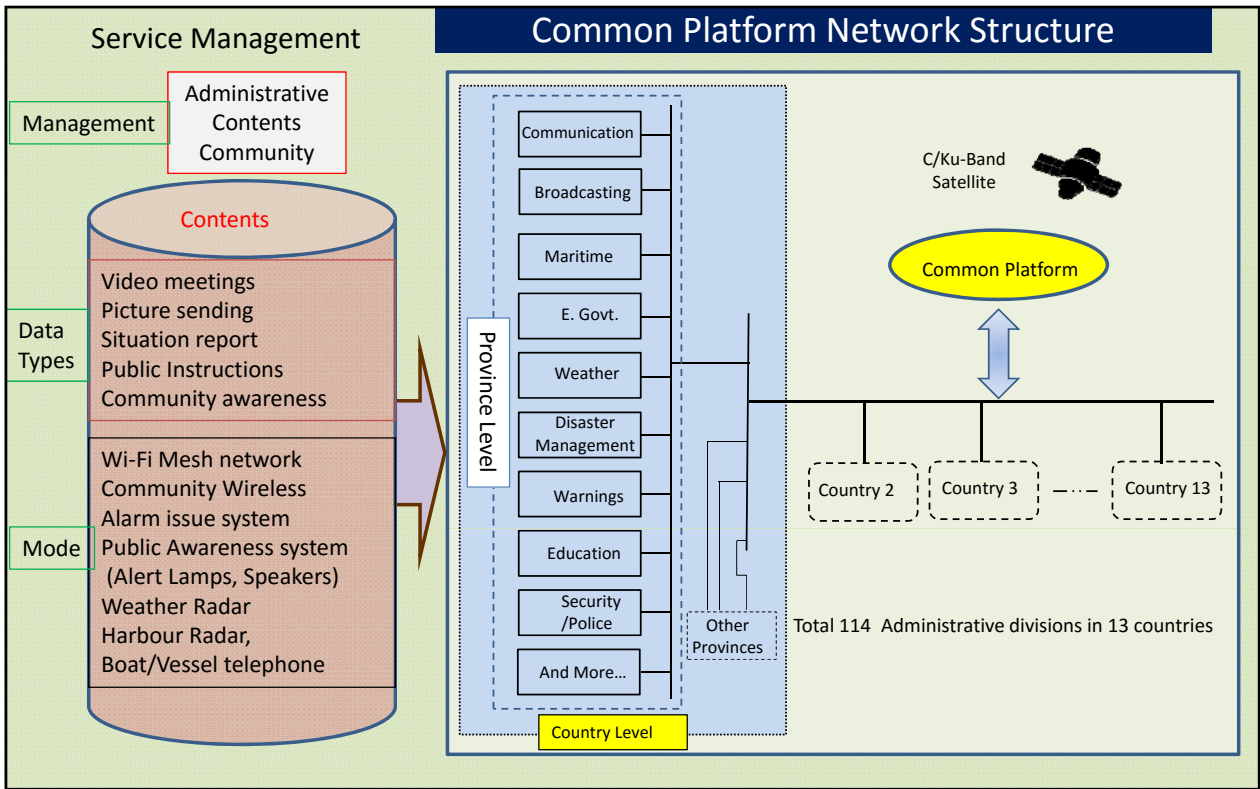 Service Management
Common Platform Network Structure
Management
Administrative
Contents
Community
Contents
Data
Types
Video meetings
Picture sending
Situation report
Public Instructions
Community awareness
Mode
Wi-Fi Mesh network
Community Wireless
Alarm issue system
Public Awareness system
(Alert Lamps, Speakers)
Weather Radar
Harbour Radar,
Boat/Vessel telephone
Province Level
Communication
Broadcasting
Maritime
E. Govt.
Weather
Disaster
Management
Warnings
Education
Security
/Police
And More...
Other
Provinces
Country Level
C/Ku-Band
Satellite
Common Platform
Country 2
Country 3
Country 13
Total 114 Administrative divisions in 13 countries